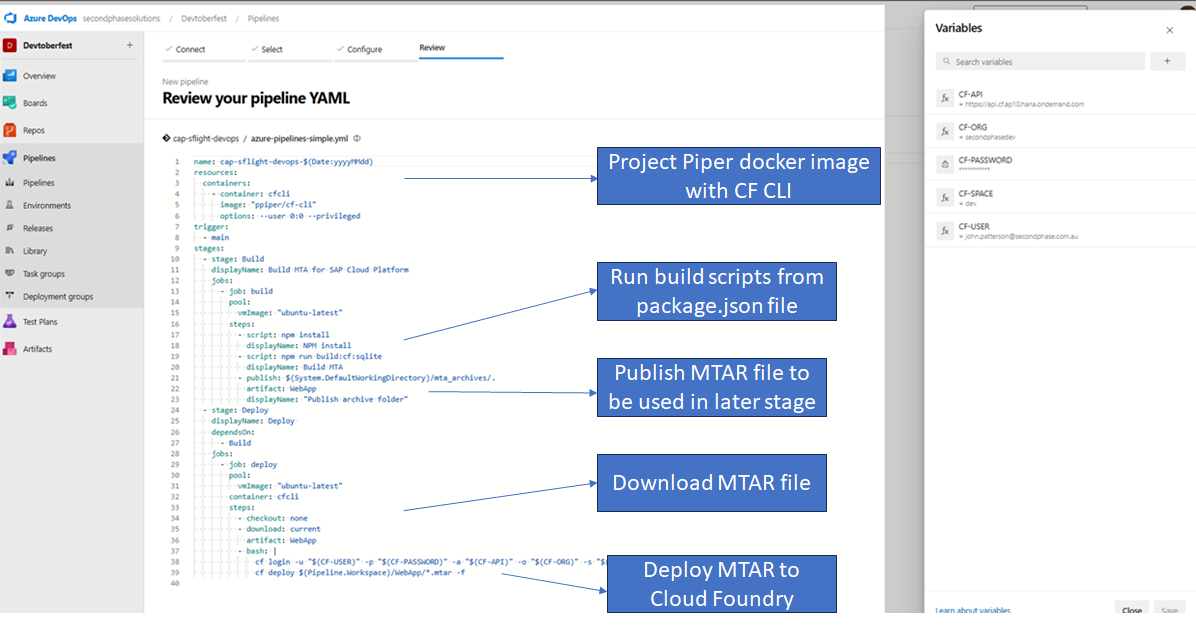 Azure DevOps secondphasesolutions / Devtoberfest / Pipelines
D Devtoberfest +
Overview
Boards
Repos
Pipelines
Pipelines
Environments
Releases
Library
Task groups
Deployment groups
Test Plans
Artifacts
Connect Select Configure Review
New pipeline
Review your pipeline YAML
cap-sflight-devops / azure-pipelines-simple.yml
1 name: cap-sflight-devops-$(Date:yyyyMMdd)
2 resources:
3 containers:
4 - container: cfcli
5 image: "ppiper/cf-cli"
6 options: --user 0:0 --privileged
7 trigger:
8 - main
9 stages:
10 - stage: Build
11 displayName: Build MTA for SAP Cloud Platform
12 jobs:
13 - job: build
14 pool:
15 vmImage: "ubuntu-latest"
16 steps:
17 - script: npm install
18 displayName: NPM install
19 - script: npm run build:cf:sqlite
20 displayName: Build MTA
21 - publish: $(System.DefaultWorkingDirectory)/mta_archives/.
22 artifact: WebApp
23 displayName: "Publish archive folder"
24 - stage: Deploy
25 displayName: Deploy
26 dependsOn:
27 - Build
28 jobs:
29 - job: deploy
30 pool:
31 vmImage: "ubuntu-latest"
32 container: cfcli
33 steps:
34 - checkout: none
35 - download: current
36 artifact: WebApp
37 - bash: |
38 cf login -u "$(CF-USER)" -p "$(CF-PASSWORD)" -a "$(CF-API)" -o "$(CF-ORG)" -s "$(
39 cf deploy $(Pipeline.Workspace)/WebApp/*.mtar -f
40
Project Piper docker image
with CF CLI
Run build scripts from
package.json file
Publish MTAR file to
be used in later stage
Download MTAR file
Deploy MTAR to
Cloud Foundry
Variables
Search variables
+
fx CF-API
= https://api.cf.ap10.hana.ondemand.com
fx CF-ORG
= secondphasedev
CF-PASSWORD
***********
fx CF-SPACE
= dev
fx CF-USER
= john.patterson@secondphase.com.au
Learn about variables Close Save